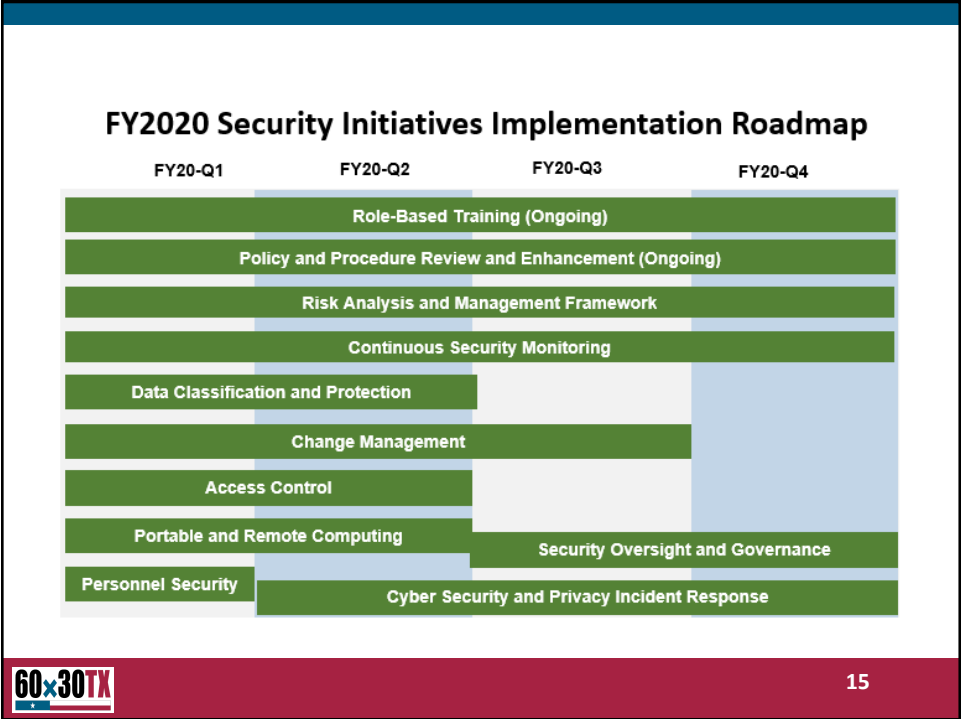 FY2020 Security Initiatives Implementation Roadmap
FY20-Q1
FY20-Q2
FY20-Q3
FY20-Q4
Role-Based Training (Ongoing)
Policy and Procedure Review and Enhancement (Ongoing)
Risk Analysis and Management Framework
Continuous Security Monitoring
Data Classification and Protection
Change Management
Access Control
Portable and Remote Computing
Security Oversight and Governance
Personnel Security
Cyber Security and Privacy Incident Response
60x30TX
15